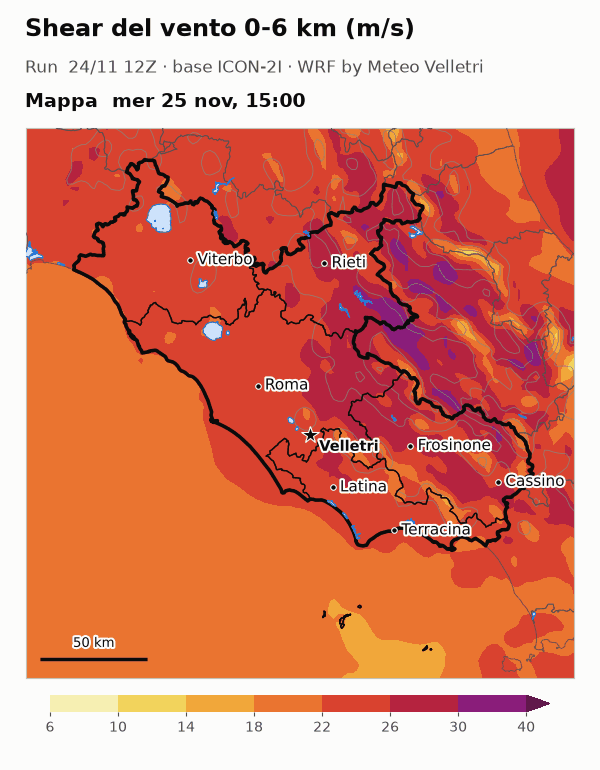 Shear del vento 0-6 km (m/s)
Run  24/11 12Z · base ICON-2I · WRF by Meteo Velletri
Mappa  mer 25 nov, 15:00
Viterbo
Rieti
Roma
Velletri
Frosinone
Cassino
Latina
Terracina
50 km
6 10 14 18 22 26 30 40